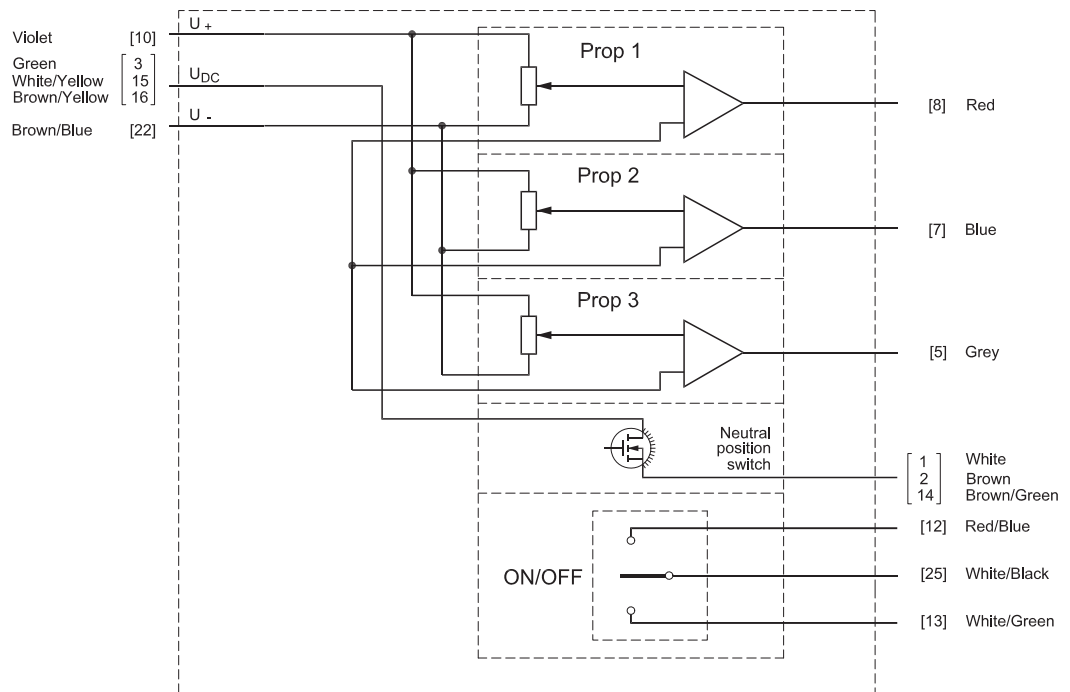 Violet [10] U +
Green 3
White/Yellow 15 UDC
Brown/Yellow 16
Brown/Blue [22] U -
Prop 1
[8] Red
Prop 2
[7] Blue
Prop 3
[5] Grey
Neutral
position
switch
1 White
2 Brown
14 Brown/Green
[12] Red/Blue
ON/OFF
[25] White/Black
[13] White/Green